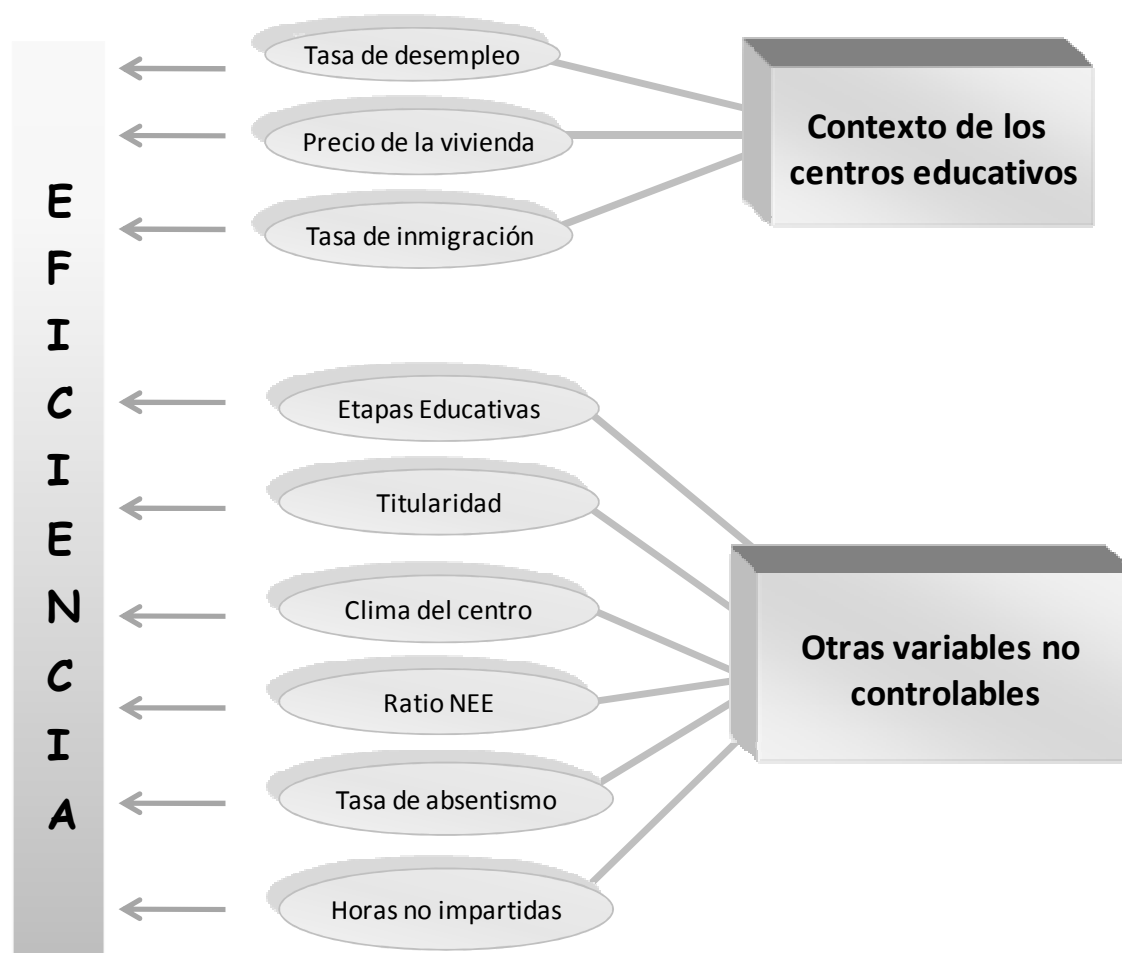 EFICIENCIA
Tasa de desempleo
Precio de la vivienda
Tasa de inmigración
Contexto de los
centros educativos
Etapas Educativas
Titularidad
Clima del centro
Ratio NEE
Tasa de absentismo
Horas no impartidas
Otras variables no
controlables